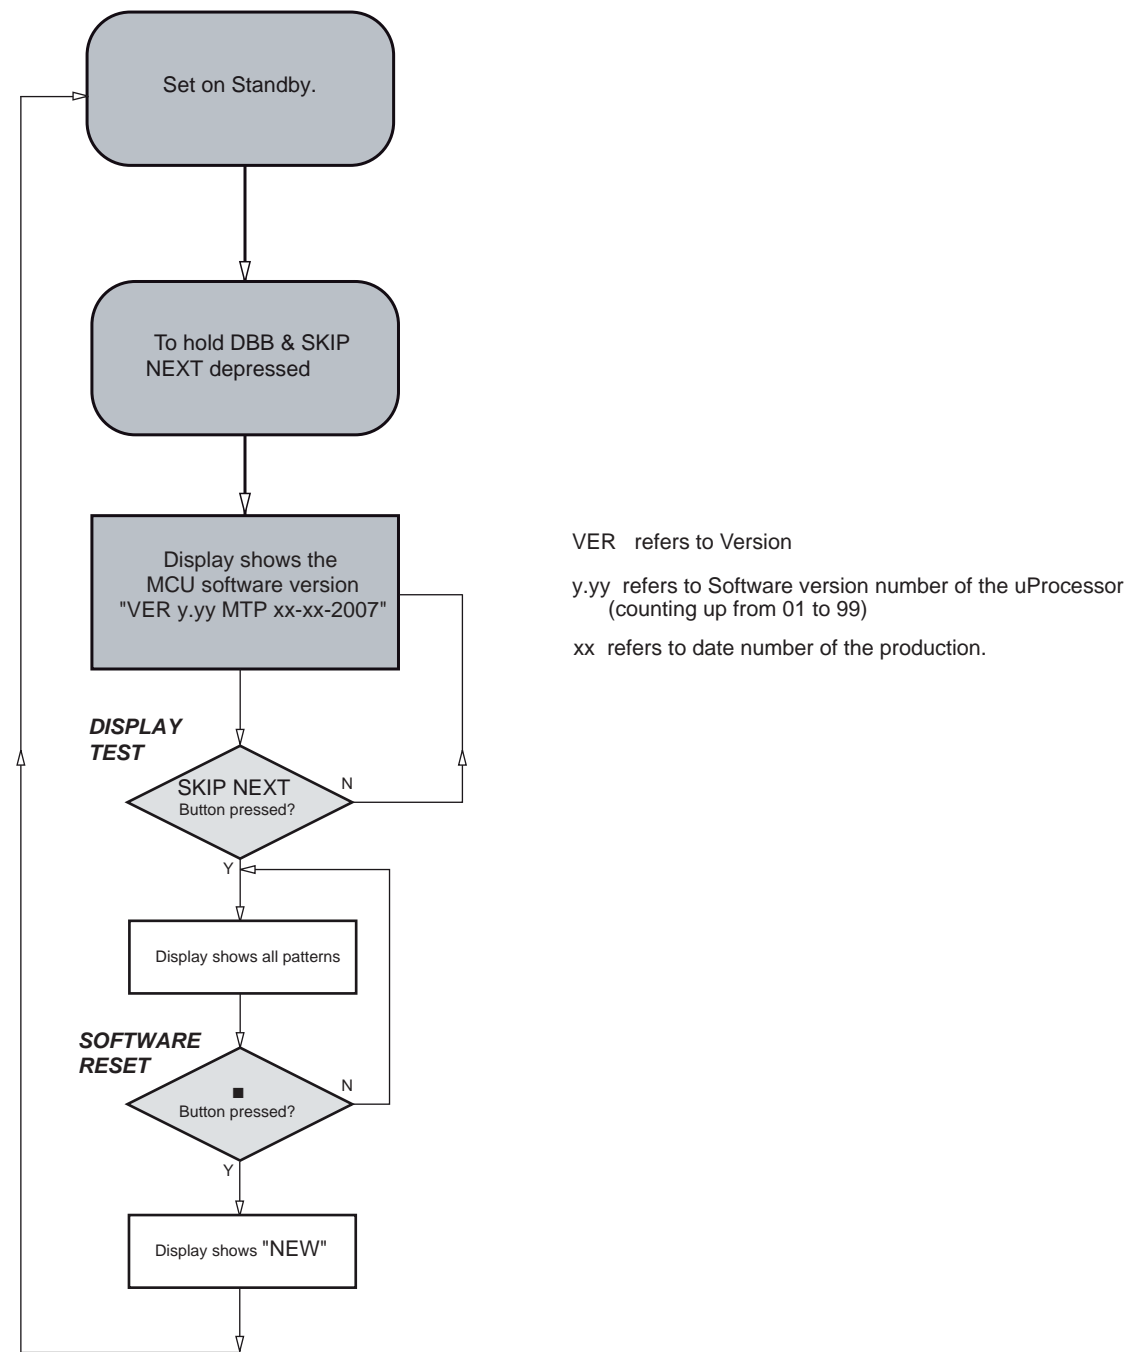 Set on Standby.
To hold DBB & SKIP
NEXT depressed
Display shows the
MCU software version
"VER y.yy MTP xx-xx-2007"
VER refers to Version
y.yy refers to Software version number of the uProcessor
(counting up from 01 to 99)
xx refers to date number of the production.
DISPLAY
TEST
SKIP NEXT
Button pressed?
N
Y
Display shows all patterns
SOFTWARE
RESET
■
Button pressed?
N
Y
Display shows "NEW"